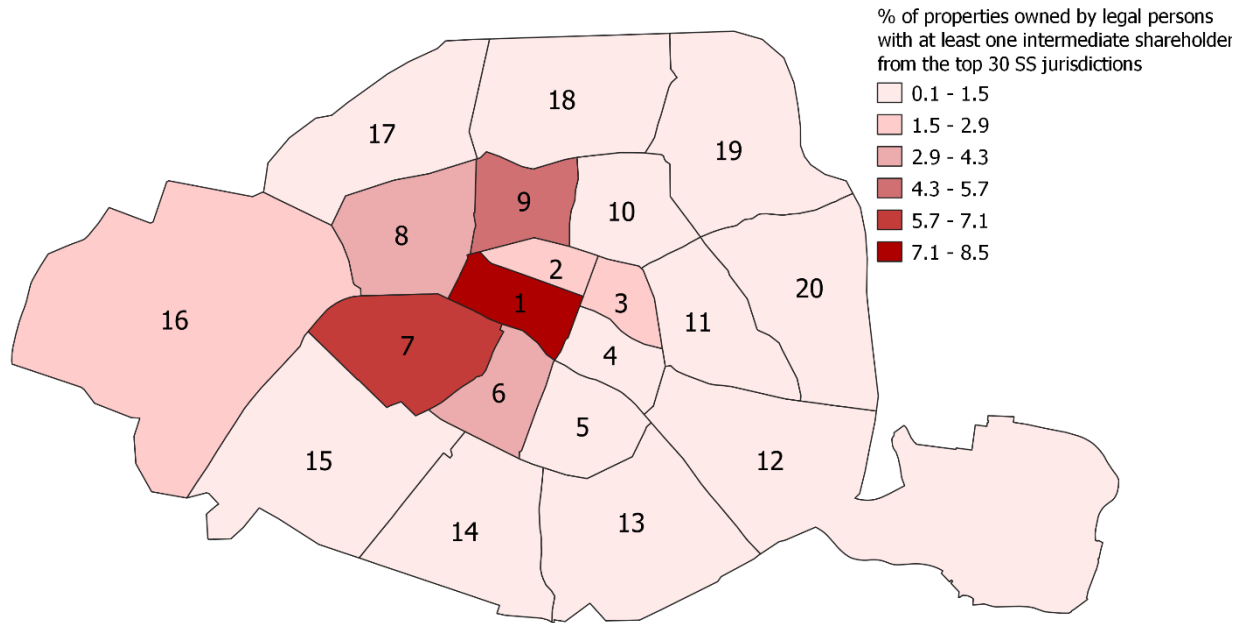 % of properties owned by legal persons
with at least one intermediate shareholder
from the top 30 SS jurisdictions
0.1 - 1.5
1.5 - 2.9
2.9 - 4.3
4.3 - 5.7
5.7 - 7.1
7.1 - 8.5
18
17
19
9
10
8
2
20
1
3
16
11
7
4
6
5
15
12
13
14